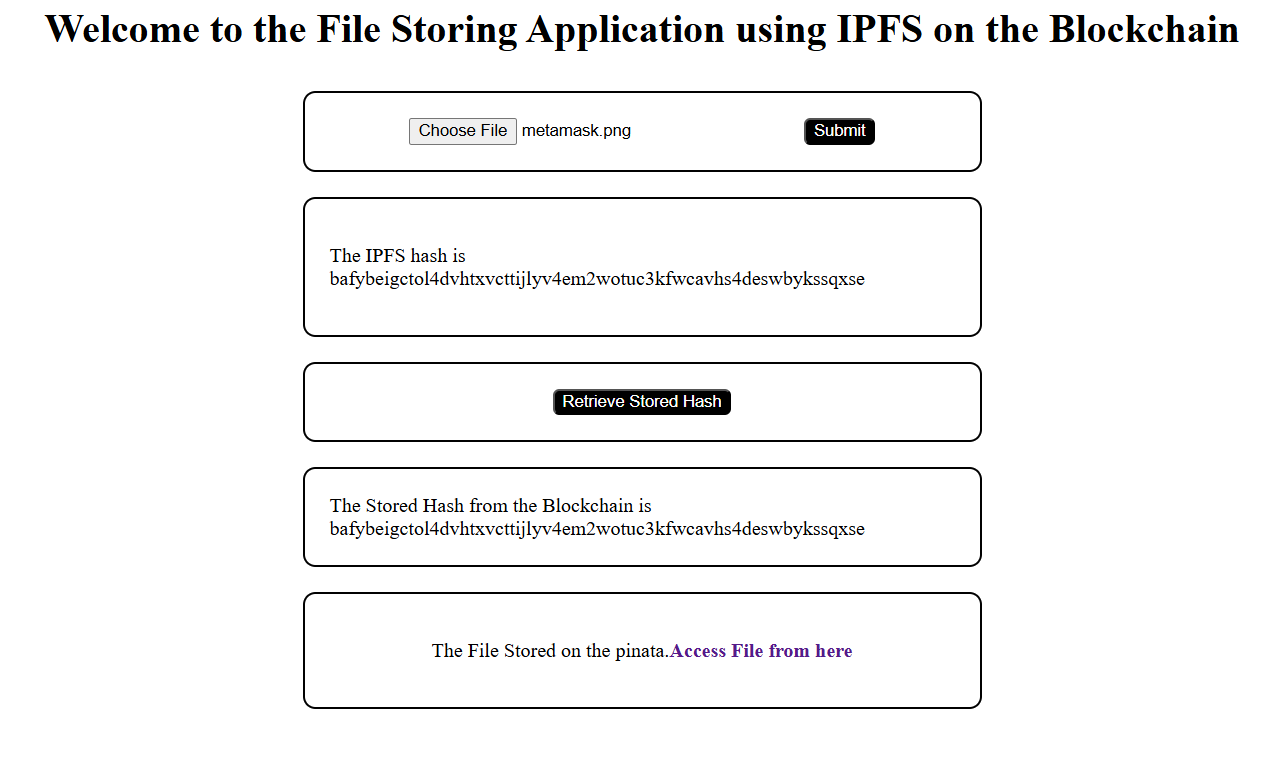 Welcome to the File Storing Application using IPFS on the Blockchain
Choose File metamask.png Submit
The IPFS hash is
bafybeigctol4dvhtxvcttijlyv4em2wotuc3kfwcavhs4deswbykssqxse
Retrieve Stored Hash
The Stored Hash from the Blockchain is
bafybeigctol4dvhtxvcttijlyv4em2wotuc3kfwcavhs4deswbykssqxse
The File Stored on the pinata.Access File from here